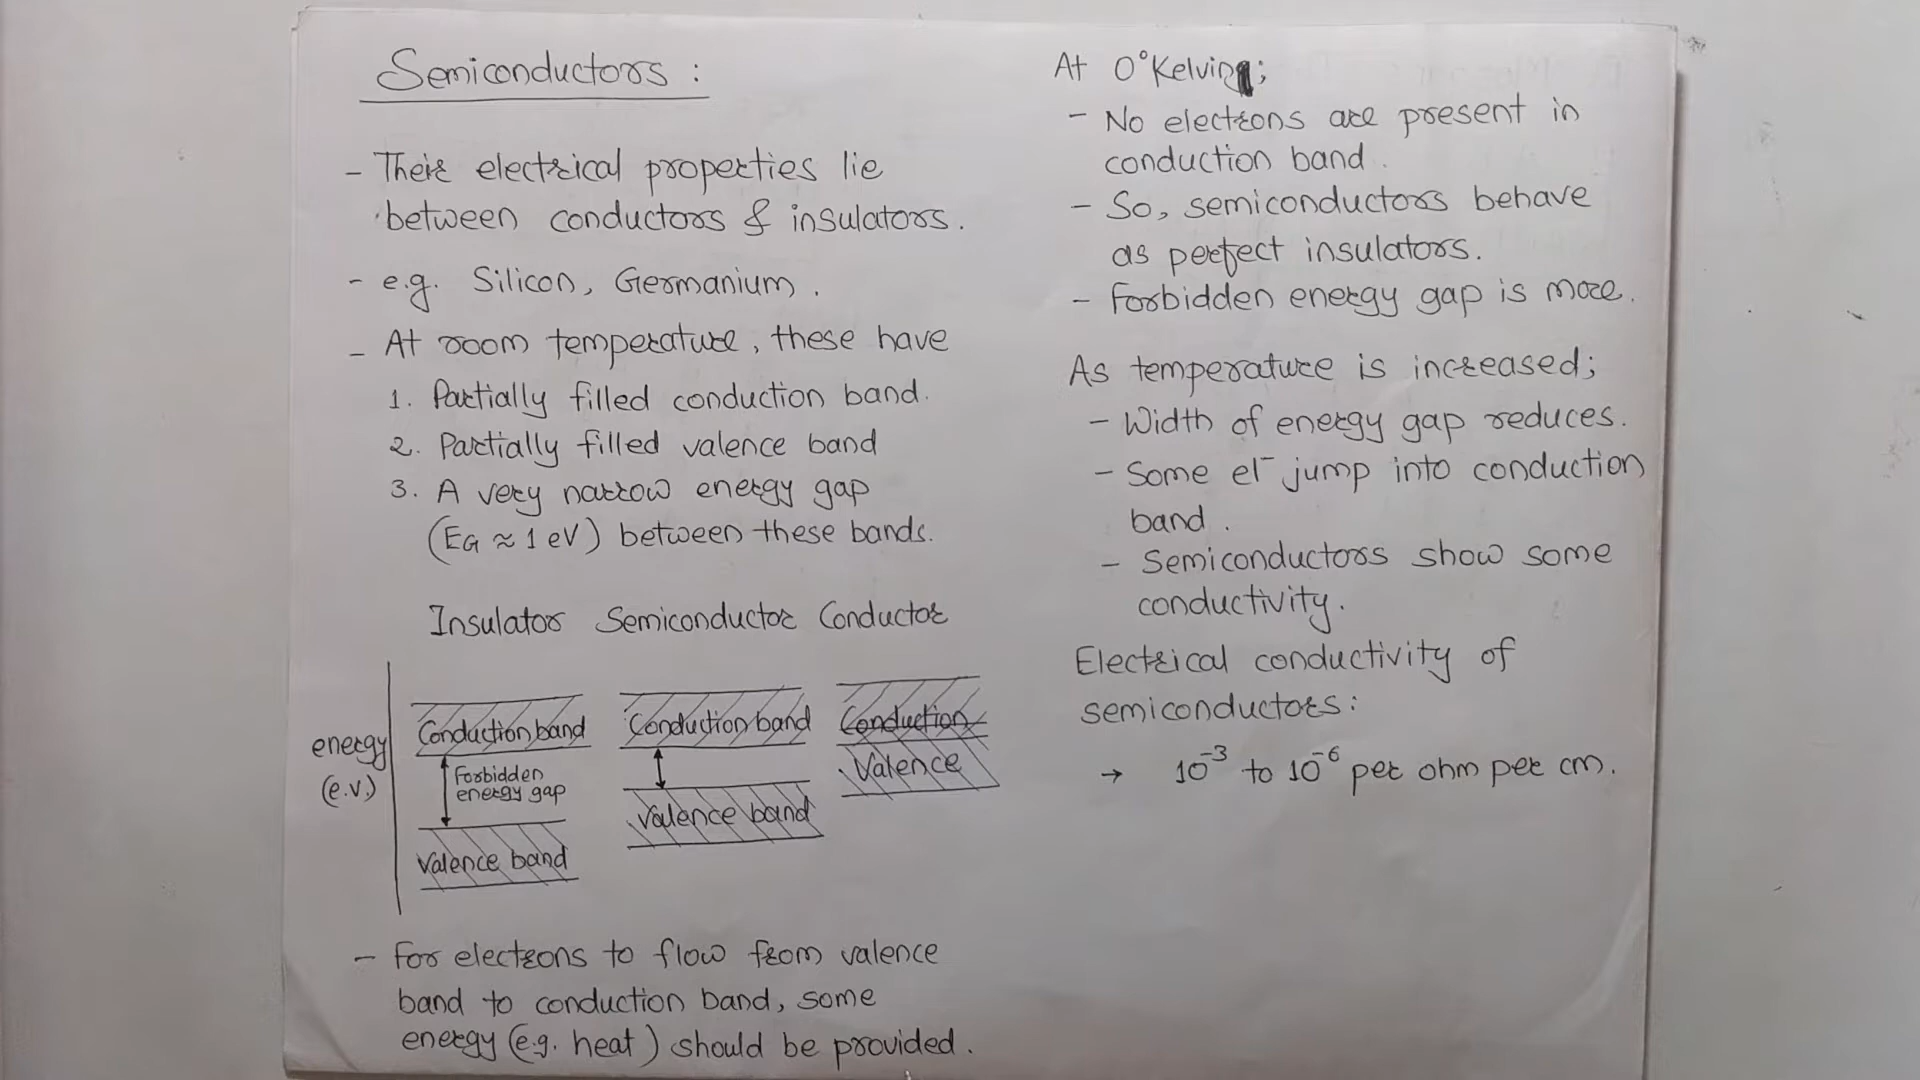 Semiconductors :
- Their electrical properties lie
between conductors & insulators.
- e.g. Silicon, Germanium.
- At room temperature, these have
1. Partially filled conduction band.
2. Partially filled valence band
3. A very narrow energy gap
(EG ≈ 1 eV) between these bands.
Insulator Semiconductor Conductor
energy
(e.v.)
Conduction band
Forbidden
energy gap
Valence band
Conduction band
Valence band
Conduction
Valence
- For electrons to flow from valence
band to conduction band, some
energy (e.g. heat) should be provided.
At 0°Kelvin;
- No electrons are present in
conduction band.
- So, semiconductors behave
as perfect insulators.
- Forbidden energy gap is more.
As temperature is increased;
- Width of energy gap reduces.
- Some el⁻ jump into conduction
band.
- Semiconductors show some
conductivity.
Electrical conductivity of
semiconductors:
→ 10⁻³ to 10⁻⁶ per ohm per cm.